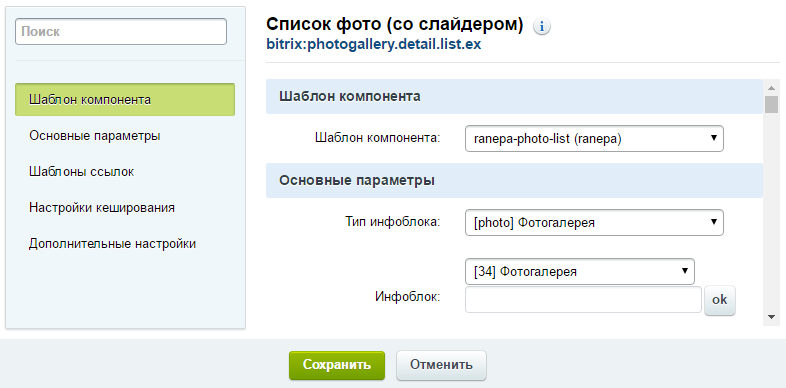 Поиск
Шаблон компонента
Основные параметры
Шаблоны ссылок
Настройки кеширования
Дополнительные настройки
Список фото (со слайдером) i
bitrix:photogallery.detail.list.ex
Шаблон компонента
Шаблон компонента: ranepa-photo-list (ranepa)
Основные параметры
Тип инфоблока: [photo] Фотогалерея
[34] Фотогалерея
Инфоблок: ok
Сохранить Отменить